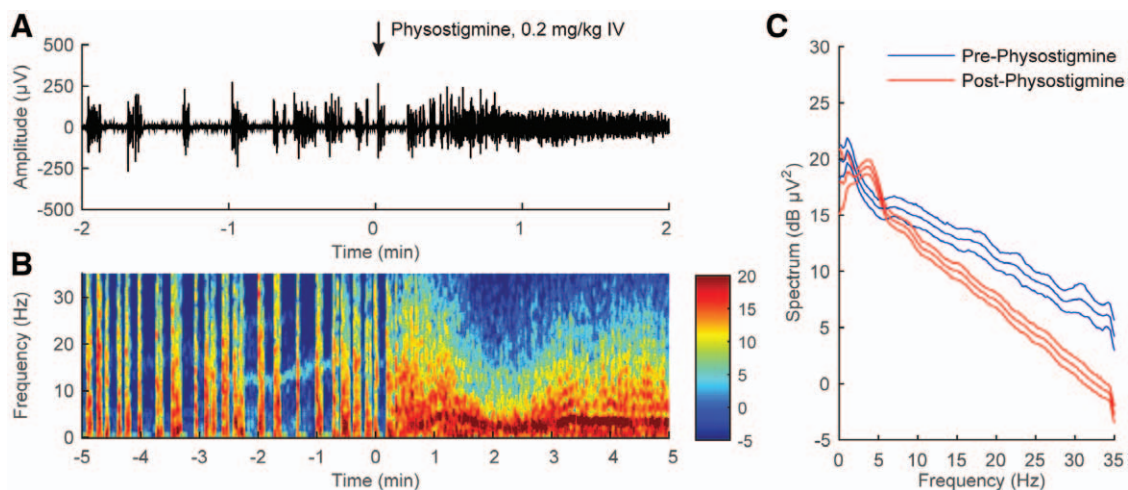 A
Physostigmine, 0.2 mg/kg IV
500
250
0
-250
-500
Amplitude (µV)
-2 -1 0 1 2
Time (min)
B
30
20
10
0
Frequency (Hz)
-5 -4 -3 -2 -1 0 1 2 3 4 5
Time (min)
20
15
10
5
0
-5
C
Pre-Physostigmine
Post-Physostigmine
30
25
20
15
10
5
0
-5
Spectrum (dB µV²)
0 5 10 15 20 25 30 35
Frequency (Hz)